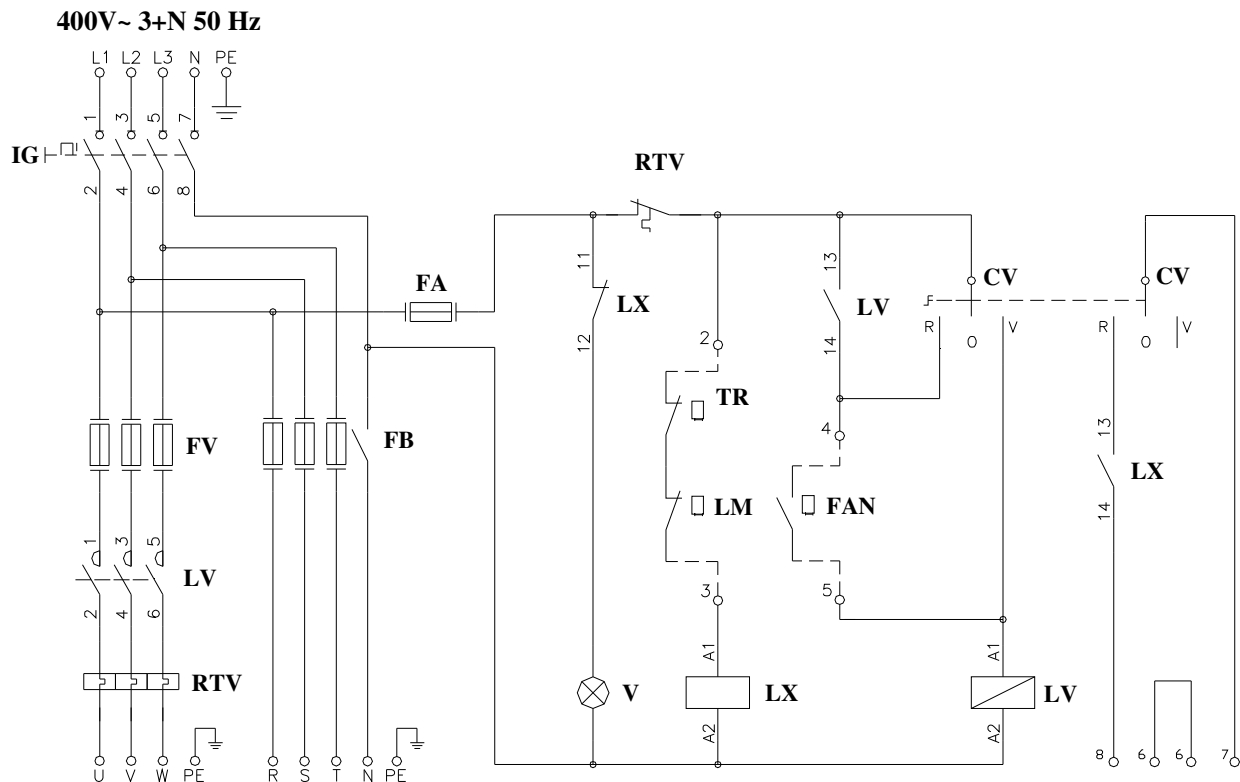 400V~ 3+N 50 Hz
L1 L2 L3 N PE
1 3 5 7
IG
2 4 6 8
RTV
11 13
FA
LX
LV
CV
CV
R O V
R O V
12 14
2
TR
4
13
FV
FB
LX
LM
FAN
14
1 3 5
LV
2 4 6
3 5
A1 A1
RTV
V
LX
LV
A2 A2
U V W PE R S T N PE
8 6 6 7